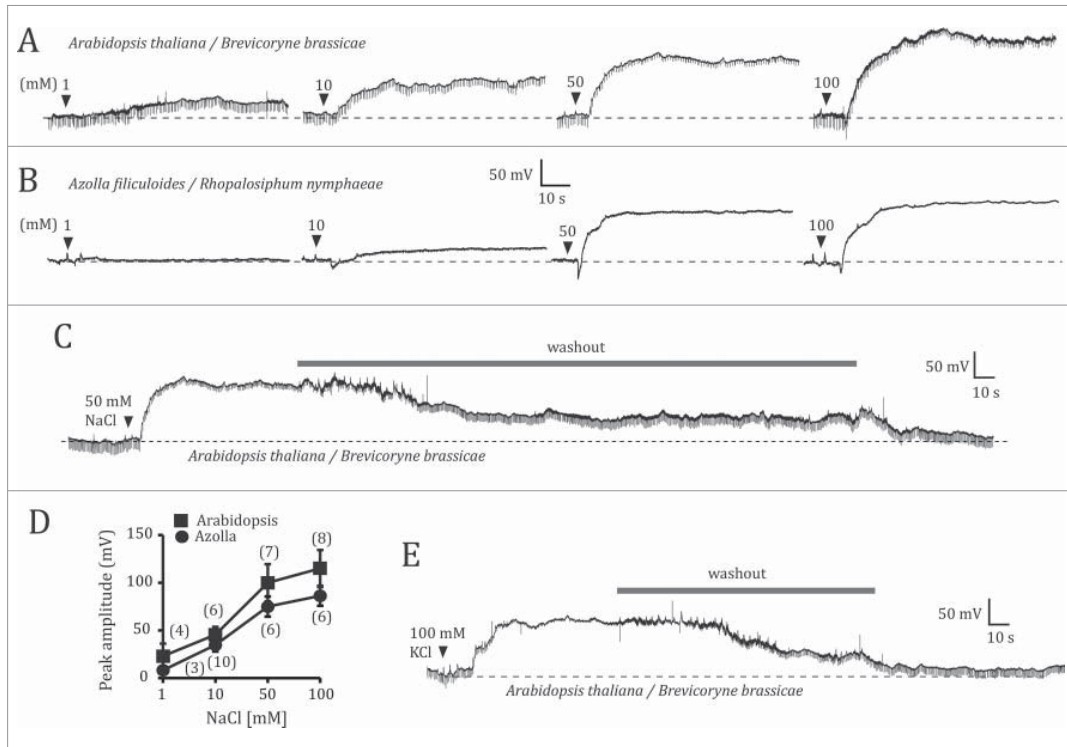 A
Arabidopsis thaliana / Brevicoryne brassicae
(mM) 1
10
50
100
B
Azolla filiculoides / Rhopalosiphum nymphaeae
50 mV
10 s
(mM) 1
10
50
100
C
washout
50 mV
10 s
50 mM
NaCl
Arabidopsis thaliana / Brevicoryne brassicae
D
Arabidopsis
Azolla
Peak amplitude (mV)
150
100
50
0
(4)
(3)
(6)
(10)
(7)
(6)
(8)
(6)
1
10
50
100
NaCl [mM]
E
washout
50 mV
10 s
100 mM
KCl
Arabidopsis thaliana / Brevicoryne brassicae